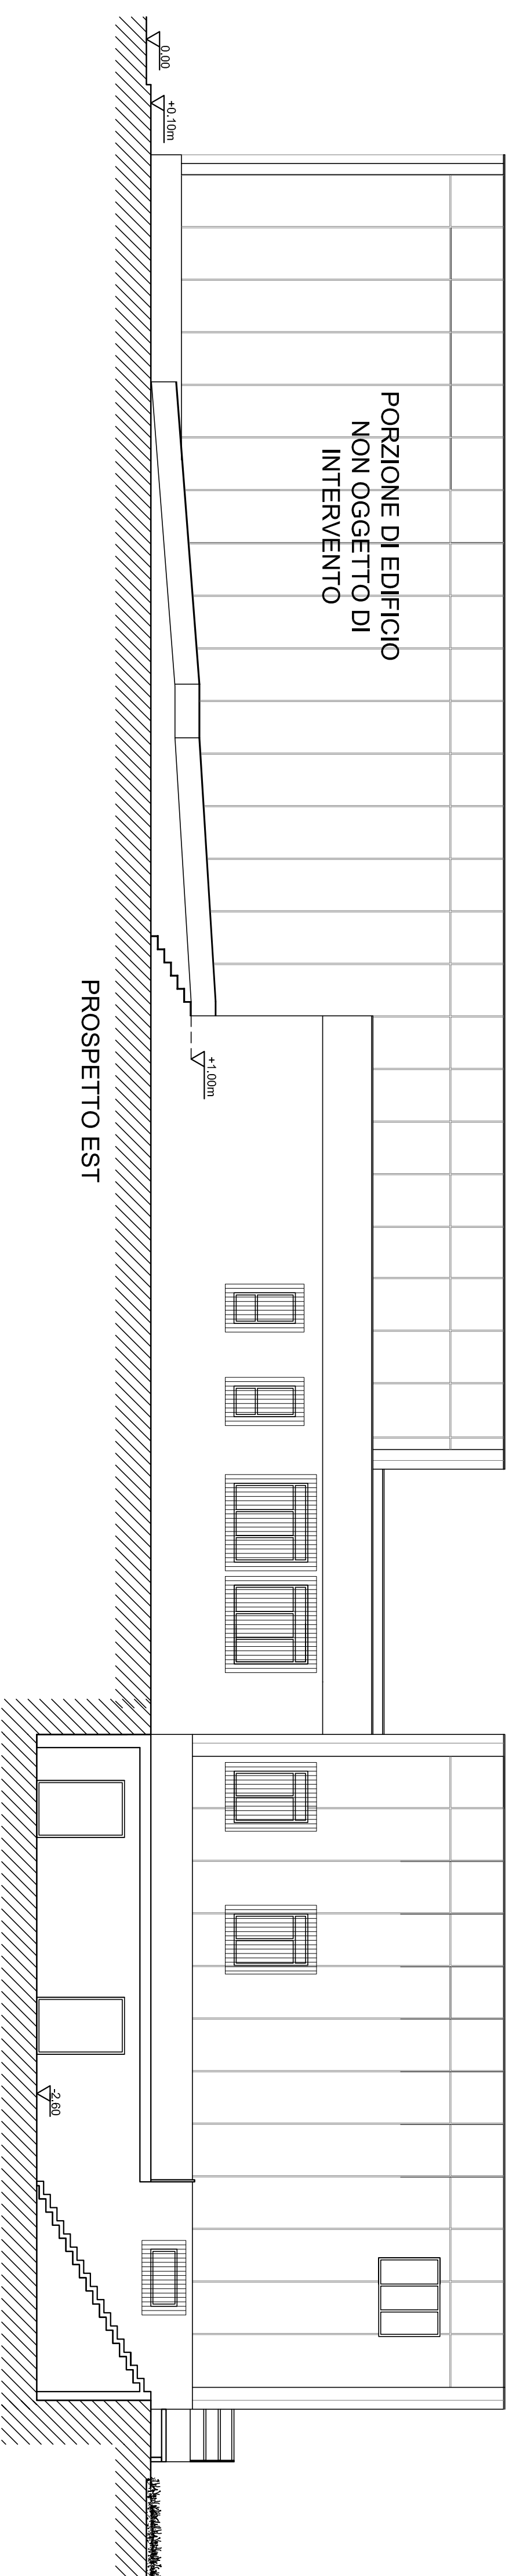 0.00
+0.10m
PORZIONE DI EDIFICIO
NON OGGETTO DI
INTERVENTO
+1.00m
-2.60
PROSPETTO EST